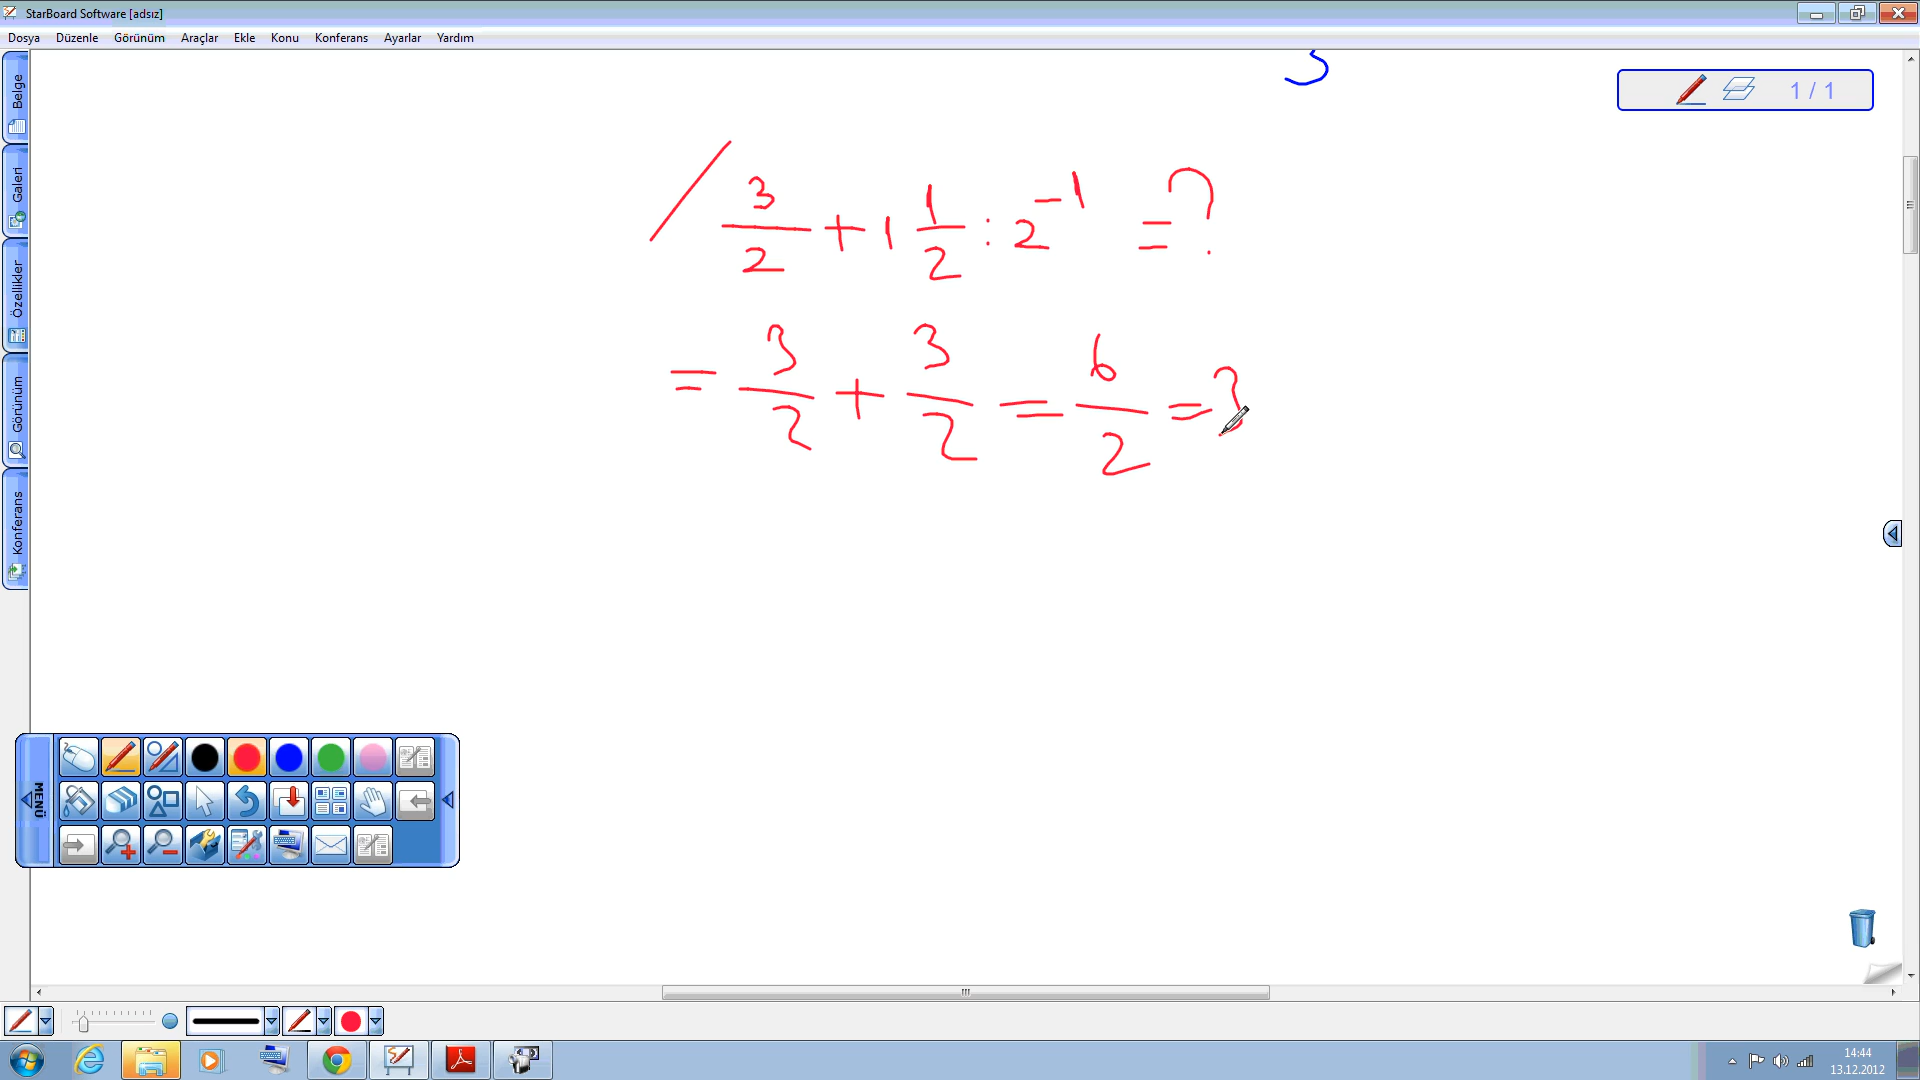 StarBoard Software [adsız]
Dosya Düzenle Görünüm Araçlar Ekle Konu Konferans Ayarlar Yardım
Belge
Galeri
Özellikler
Görünüm
Konferans
1 / 1
3/2 + 1 1/2 : 2^-1 = ?
= 3/2 + 3/2 = 6/2 = 3
MENÜ
14:44
13.12.2012